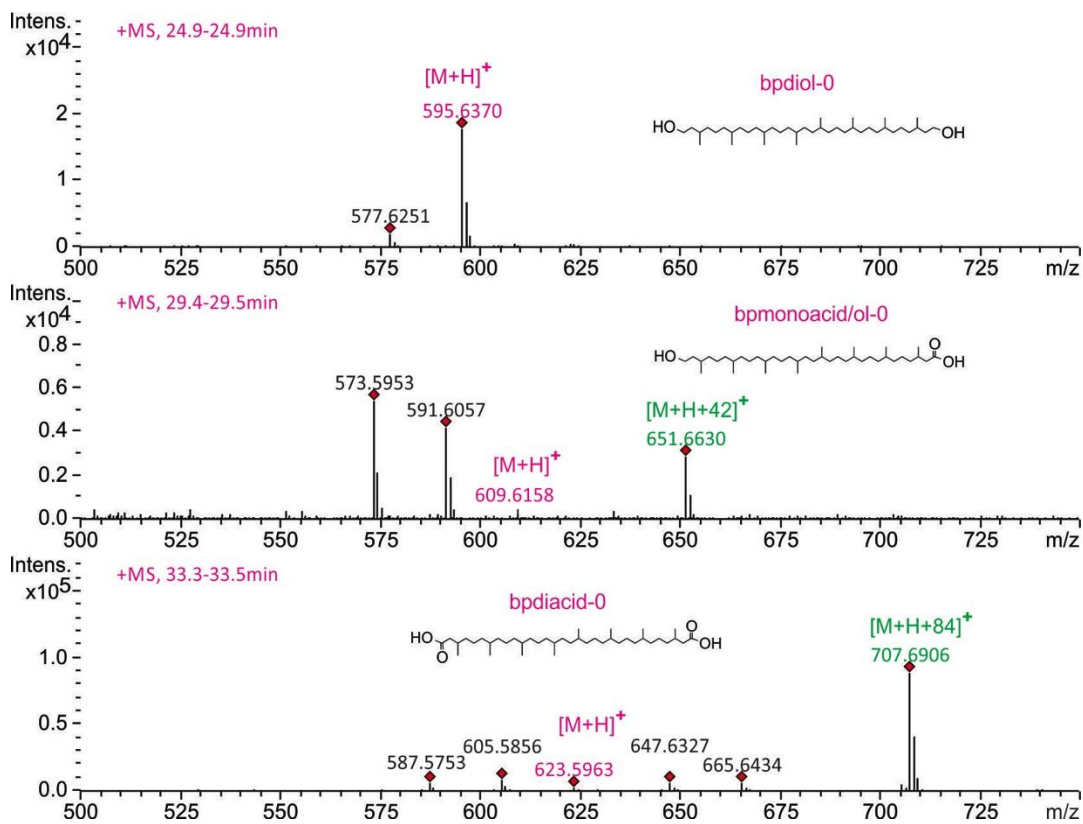 Intens.
x10⁴
+MS, 24.9-24.9min
[M+H]⁺
595.6370
bpdiol-0
HO
OH
577.6251
2
1
0
500 525 550 575 600 625 650 675 700 725 m/z
Intens.
x10⁴
+MS, 29.4-29.5min
bpmonoacid/ol-0
HO
O
OH
0.8
0.6
0.4
0.2
0.0
573.5953
591.6057
[M+H]⁺
609.6158
[M+H+42]⁺
651.6630
500 525 550 575 600 625 650 675 700 725 m/z
Intens.
x10⁵
+MS, 33.3-33.5min
bpdiacid-0
HO
O
O
OH
[M+H+84]⁺
707.6906
1.0
0.5
0.0
587.5753
605.5856
[M+H]⁺
623.5963
647.6327
665.6434
500 525 550 575 600 625 650 675 700 725 m/z